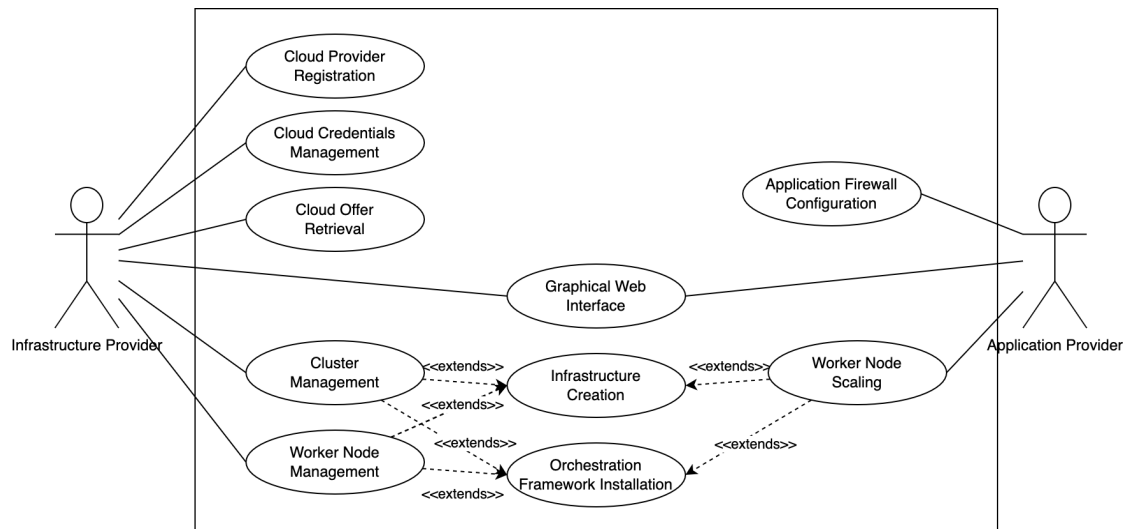 Cloud Provider
Registration
Cloud Credentials
Management
Cloud Offer
Retrieval
Application Firewall
Configuration
Graphical Web
Interface
Infrastructure Provider
Application Provider
Cluster
Management
<<extends>>
Infrastructure
Creation
<<extends>>
Worker Node
Scaling
<<extends>>
Worker Node
Management
<<extends>>
<<extends>>
Orchestration
Framework Installation
<<extends>>